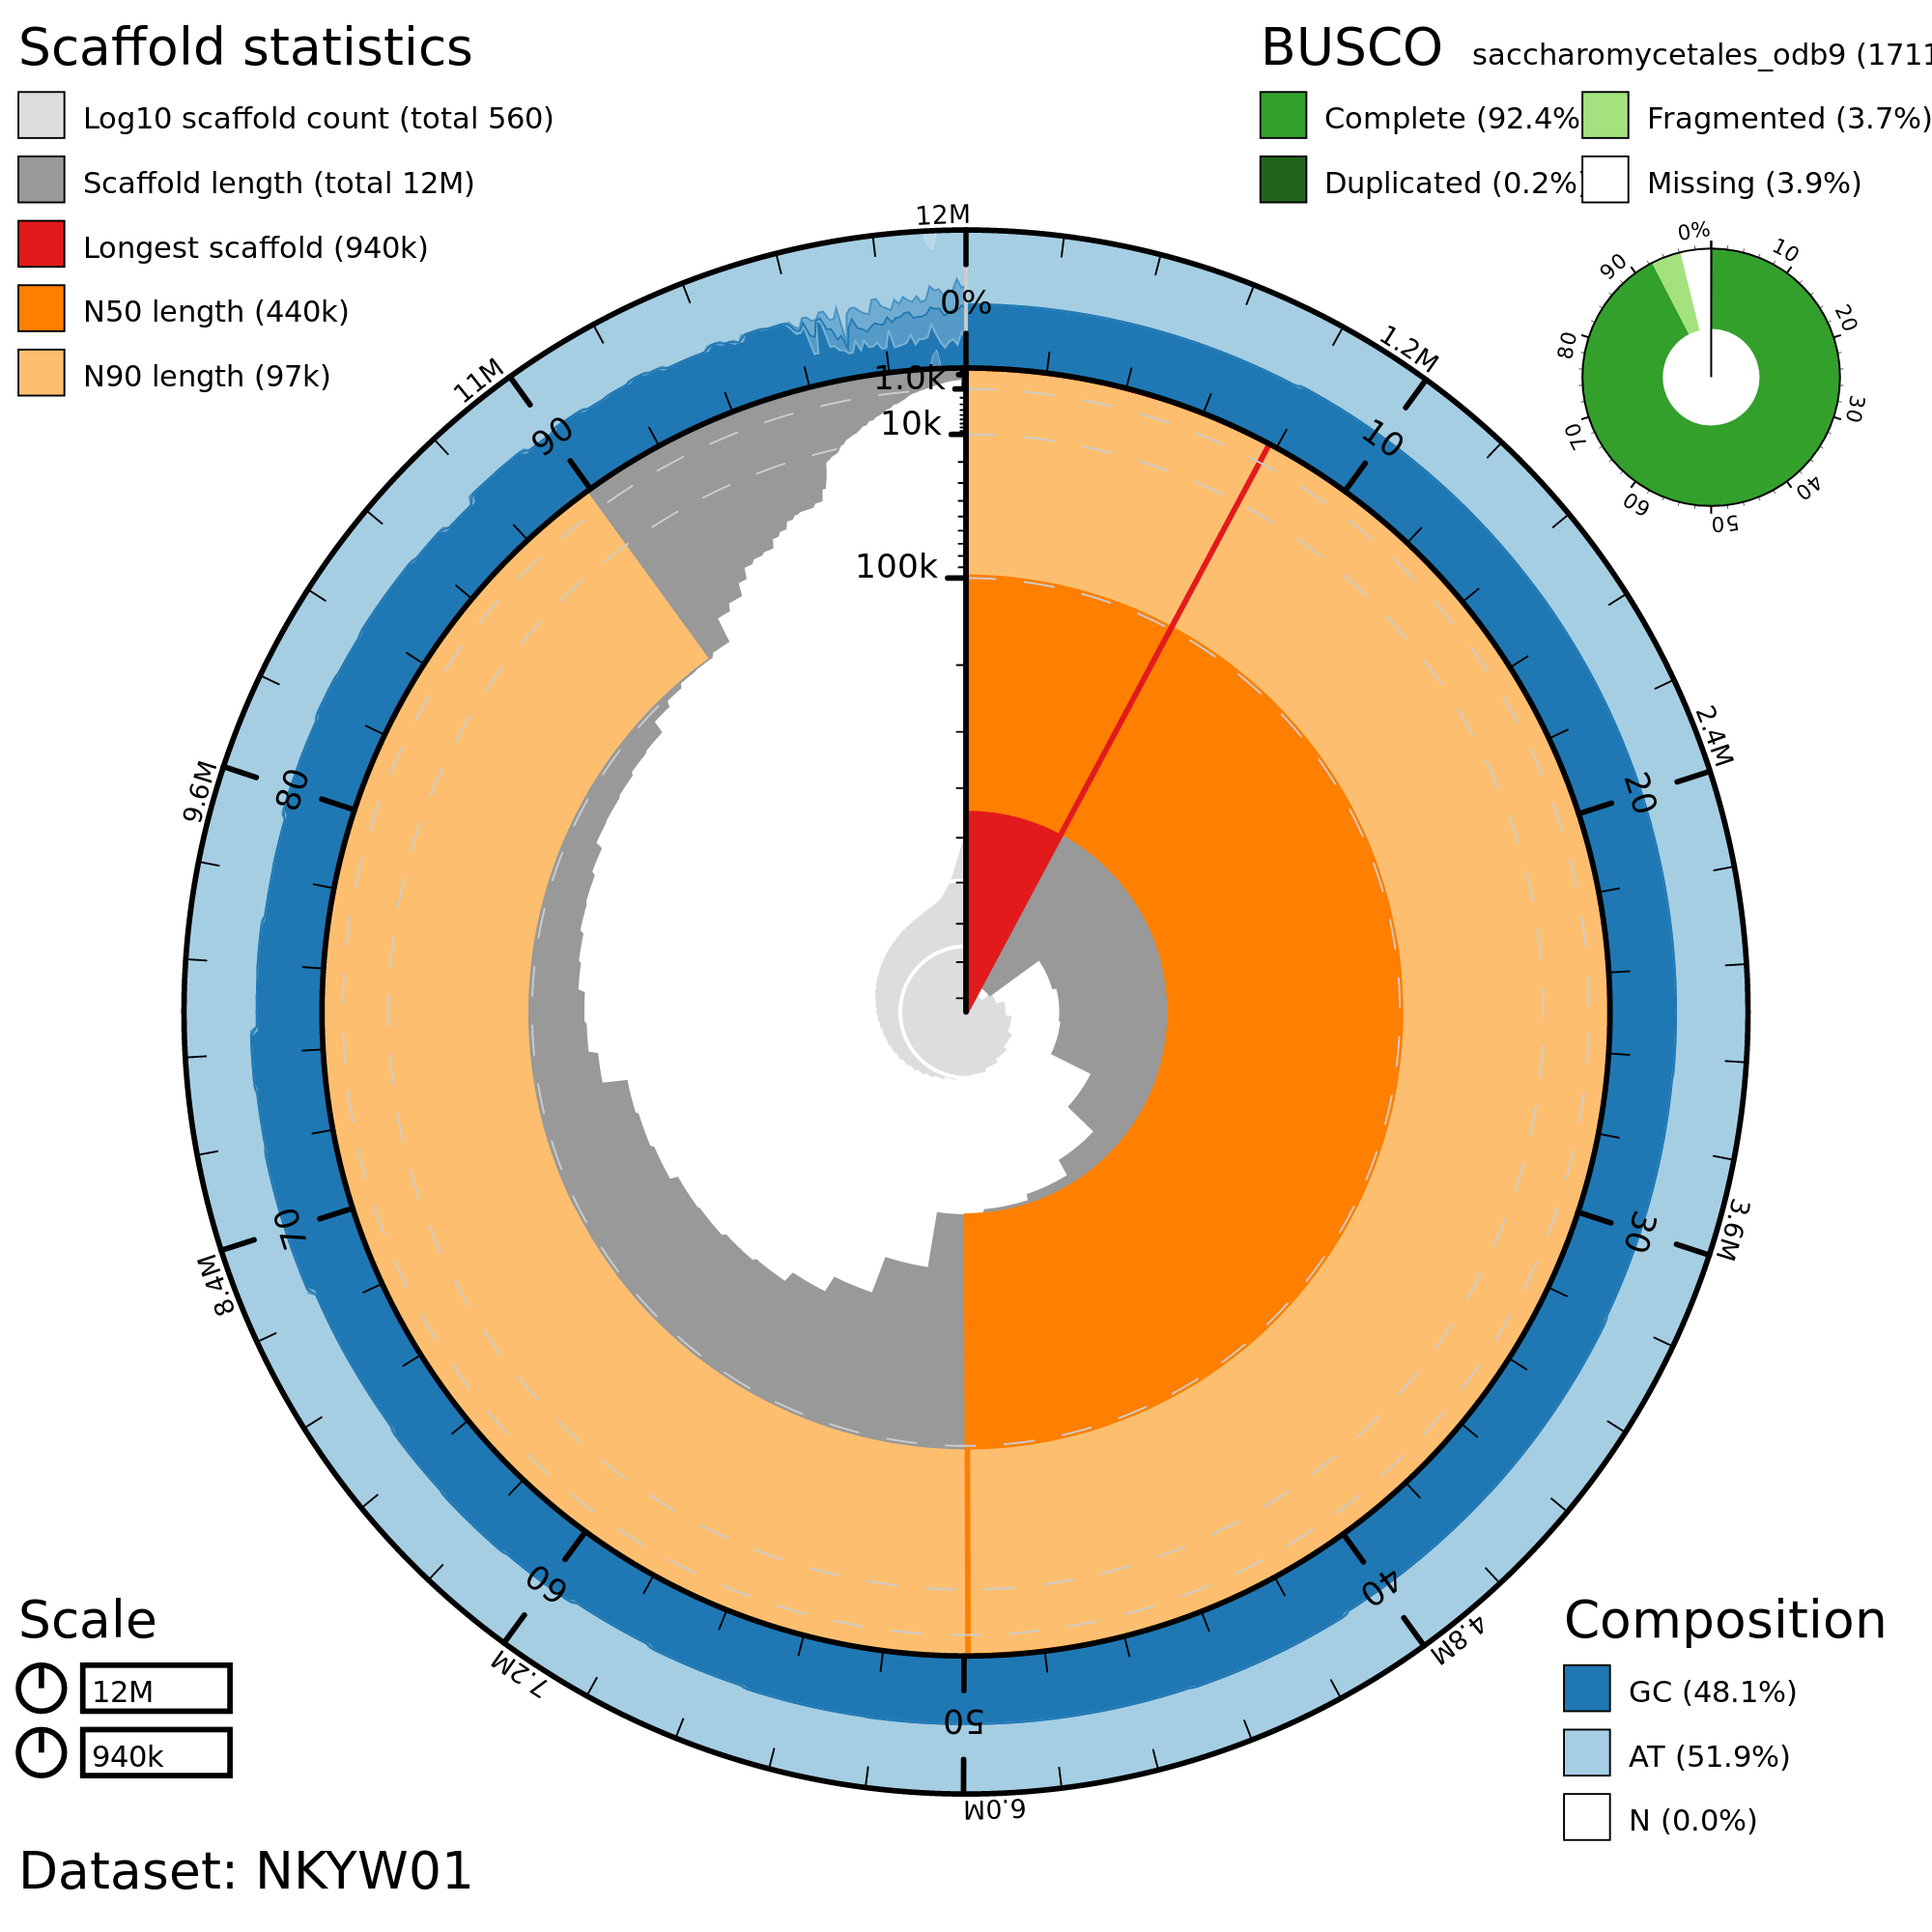 Scaffold statistics
Log10 scaffold count (total 560)
Scaffold length (total 12M)
Longest scaffold (940k)
N50 length (440k)
N90 length (97k)
BUSCO saccharomycetales_odb9 (1711
Complete (92.4%
Fragmented (3.7%)
Duplicated (0.2%)
Missing (3.9%)
0%
10
20
30
40
50
60
70
80
90
12M
1.2M
2.4M
3.6M
4.8M
6.0M
7.2M
8.4M
9.6M
11M
0%
10
20
30
40
50
60
70
80
90
1.0k
10k
100k
Scale
12M
940k
Composition
GC (48.1%)
AT (51.9%)
N (0.0%)
Dataset: NKYW01